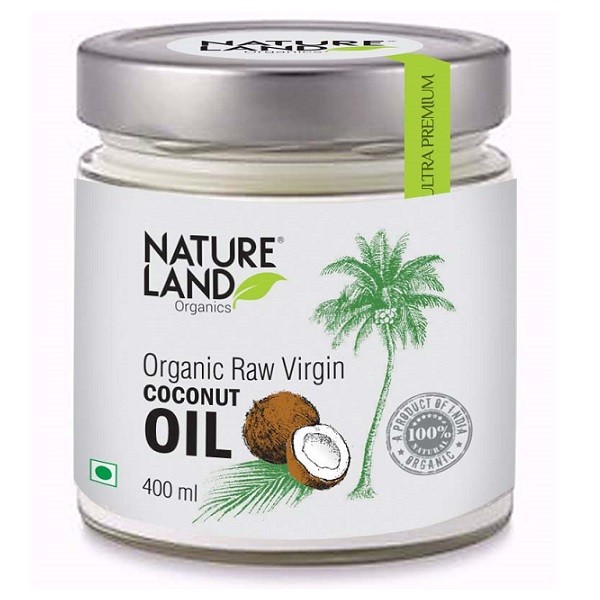 NATURE
LAND
Organics
ULTRA PREMIUM
NATURE®
LAND
Organics
Organic Raw Virgin
COCONUT
OIL
400 ml
A PRODUCT OF INDIA
100%
NATURAL
ORGANIC